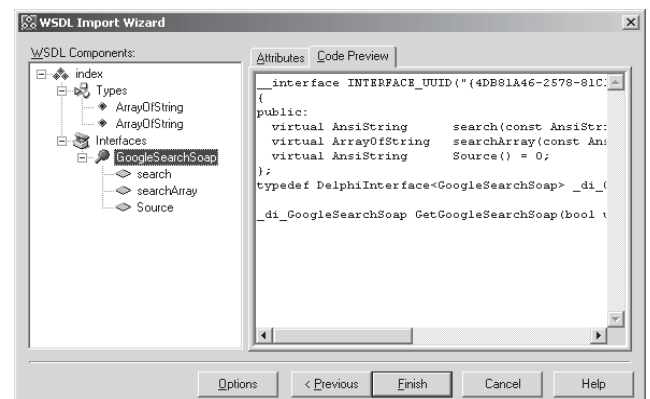 WSDL Import Wizard
WSDL Components:
index
Types
ArrayOfString
ArrayOfString
Interfaces
GoogleSearchSoap
search
searchArray
Source
Attributes Code Preview
__interface INTERFACE_UUID("{4DB81A46-2578-81C
{
public:
virtual AnsiString search(const AnsiStr
virtual ArrayOfString searchArray(const Ans
virtual AnsiString Source() = 0;
};
typedef DelphiInterface<GoogleSearchSoap> _di_
_di_GoogleSearchSoap GetGoogleSearchSoap(bool
Options < Previous Finish Cancel Help